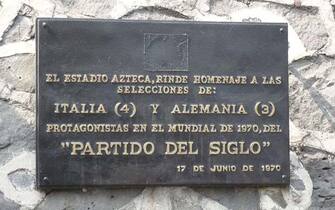 EL ESTADIO AZTECA, RINDE HOMENAJE A LAS
SELECCIONES DE:
ITALIA (4) Y ALEMANIA (3)
PROTAGONISTAS EN EL MUNDIAL DE 1970, DEL
"PARTIDO DEL SIGLO"
17 DE JUNIO DE 1970